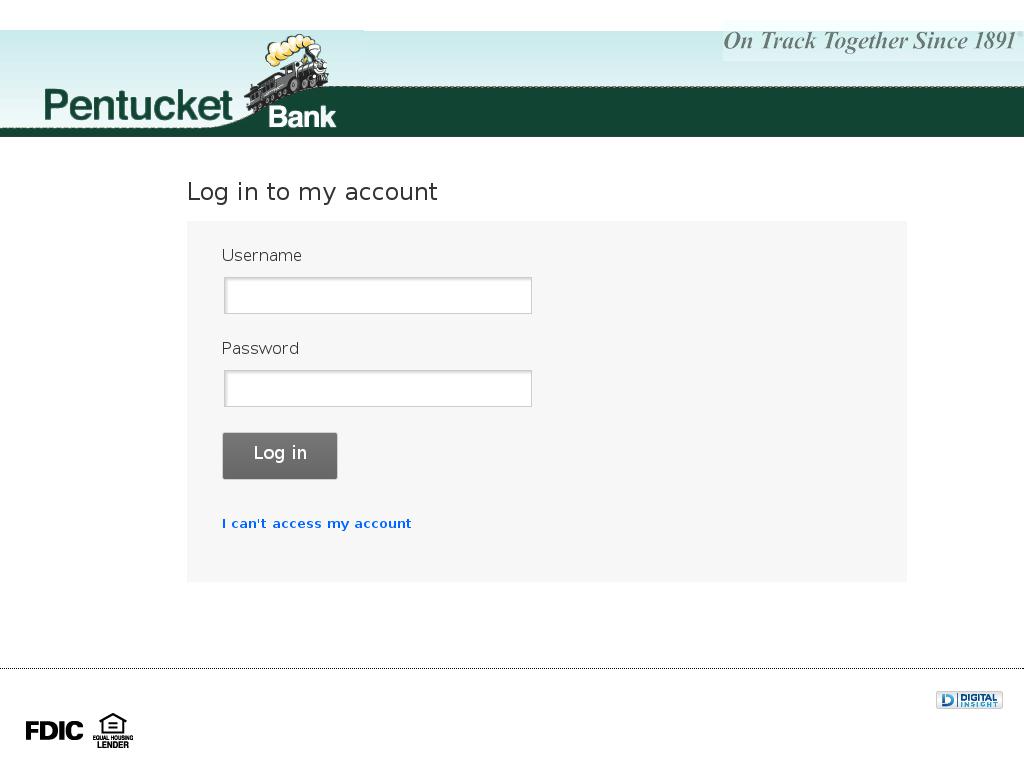 On Track Together Since 1891
Pentucket
Bank
Log in to my account
Username
Password
Log in
I can't access my account
DIGITAL
INSIGHT
FDIC
EQUAL HOUSING
LENDER